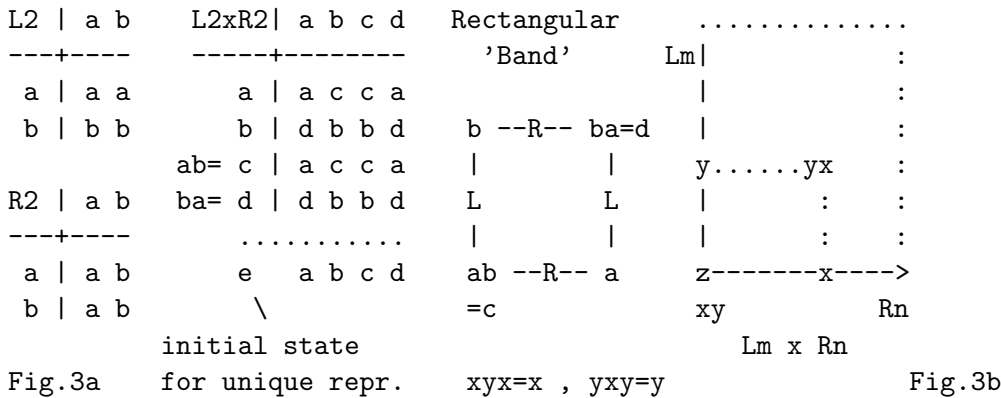 L2 | a b    L2xR2| a b c d   Rectangular     ..............
---+----    -----+--------     'Band'      Lm|            :
 a | a a       a | a c c a                   |            :
 b | b b       b | d b b d   b --R-- ba=d    |            :
           ab= c | a c c a   |        |      y......yx    :
R2 | a b   ba= d | d b b d   L        L      |       :    :
---+----       ...........   |        |      |       :    :
 a | a b       e   a b c d   ab --R-- a      z-------x---->
 b | a b        \            =c              xy          Rn
          initial state                         Lm x Rn
Fig.3a    for unique repr.   xyx=x , yxy=y                 Fig.3b